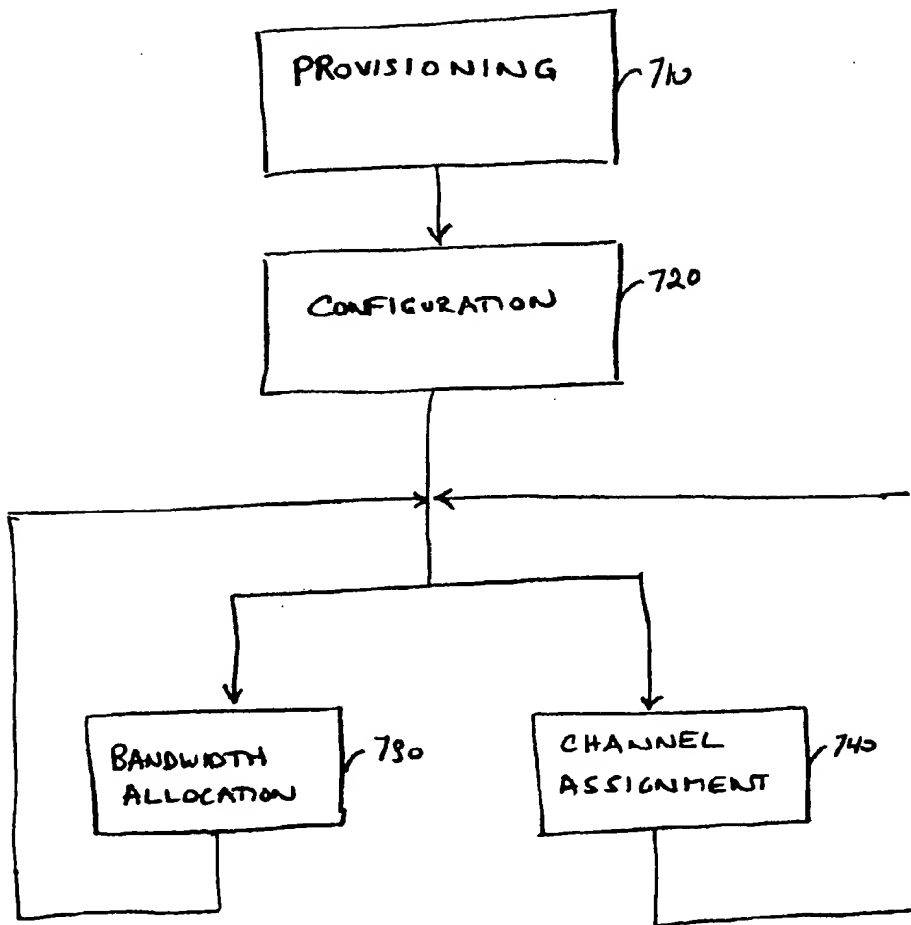 PROVISIONING
710
CONFIGURATION
720
BANDWIDTH
ALLOCATION
730
CHANNEL
ASSIGNMENT
740